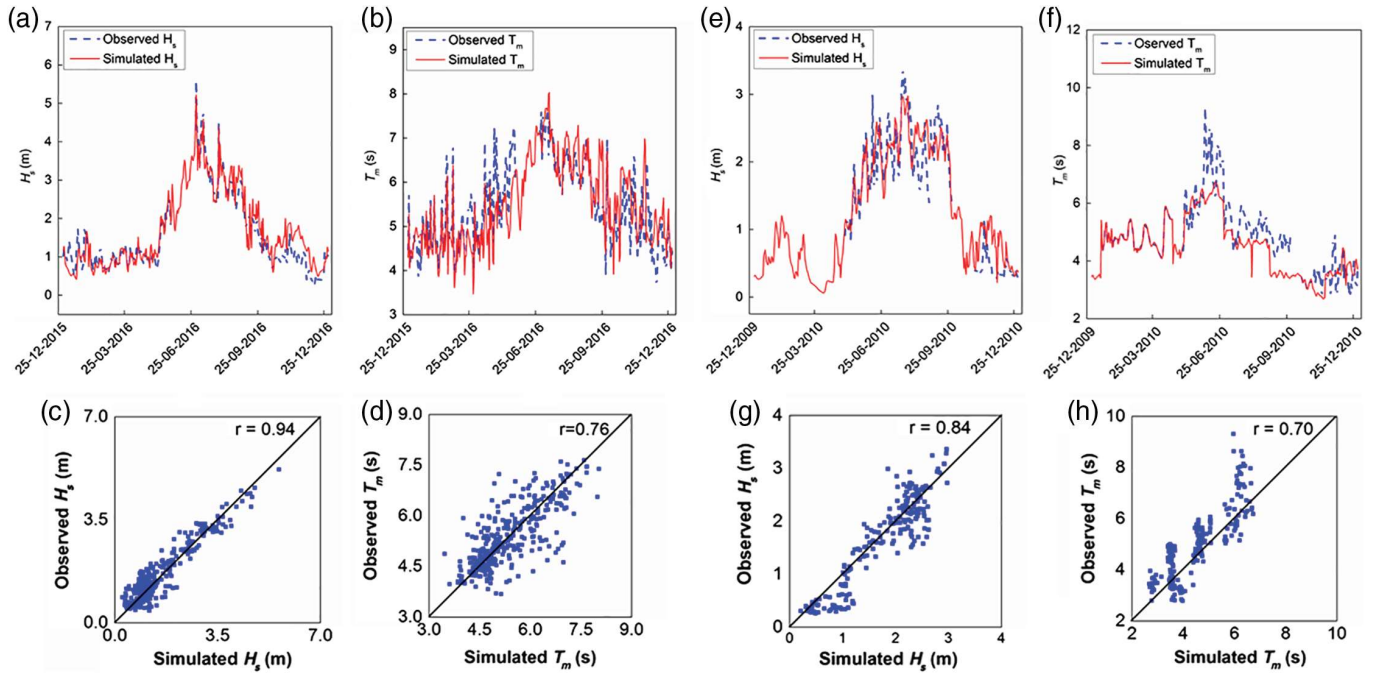 (a)
7
6
5
4
3
2
1
0
Hs (m)
Observed Hs
Simulated Hs
25-12-2015
25-03-2016
25-06-2016
25-09-2016
25-12-2016
(b)
9
8
7
6
5
4
3
Tm (s)
Observed Tm
Simulated Tm
25-12-2015
25-03-2016
25-06-2016
25-09-2016
25-12-2016
(e)
4
3
2
1
0
Hs (m)
Observed Hs
Simulated Hs
25-12-2009
25-03-2010
25-06-2010
25-09-2010
25-12-2010
(f)
12
10
8
6
4
2
Tm (s)
Oserved Tm
Simulated Tm
25-12-2009
25-03-2010
25-06-2010
25-09-2010
25-12-2010
(c)
7.0
3.5
0.0
Observed Hs (m)
r = 0.94
0.0 3.5 7.0
Simulated Hs (m)
(d)
9.0
7.5
6.0
4.5
3.0
Observed Tm (s)
r=0.76
3.0 4.5 6.0 7.5 9.0
Simulated Tm (s)
(g)
4
3
2
1
0
Observed Hs (m)
r = 0.84
0 1 2 3 4
Simulated Hs (m)
(h)
10
8
6
4
2
Observed Tm (s)
r = 0.70
2 4 6 8 10
Simulated Tm (s)